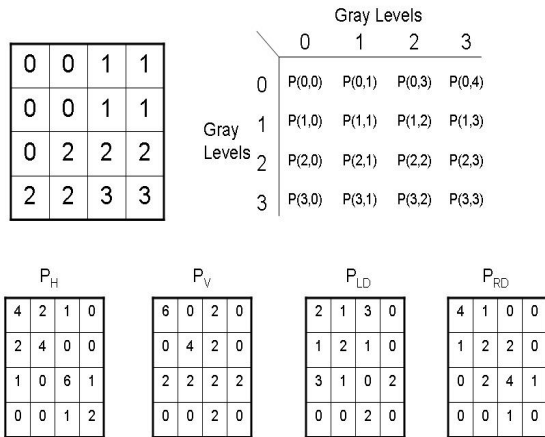 Gray Levels
0 1 2 3
0 P(0,0) P(0,1) P(0,3) P(0,4)
1 P(1,0) P(1,1) P(1,2) P(1,3)
2 P(2,0) P(2,1) P(2,2) P(2,3)
3 P(3,0) P(3,1) P(3,2) P(3,3)
Gray
Levels
0 0 1 1
0 0 1 1
0 2 2 2
2 2 3 3
PH
4 2 1 0
2 4 0 0
1 0 6 1
0 0 1 2
PV
6 0 2 0
0 4 2 0
2 2 2 2
0 0 2 0
PLD
2 1 3 0
1 2 1 0
3 1 0 2
0 0 2 0
PRD
4 1 0 0
1 2 2 0
0 2 4 1
0 0 1 0